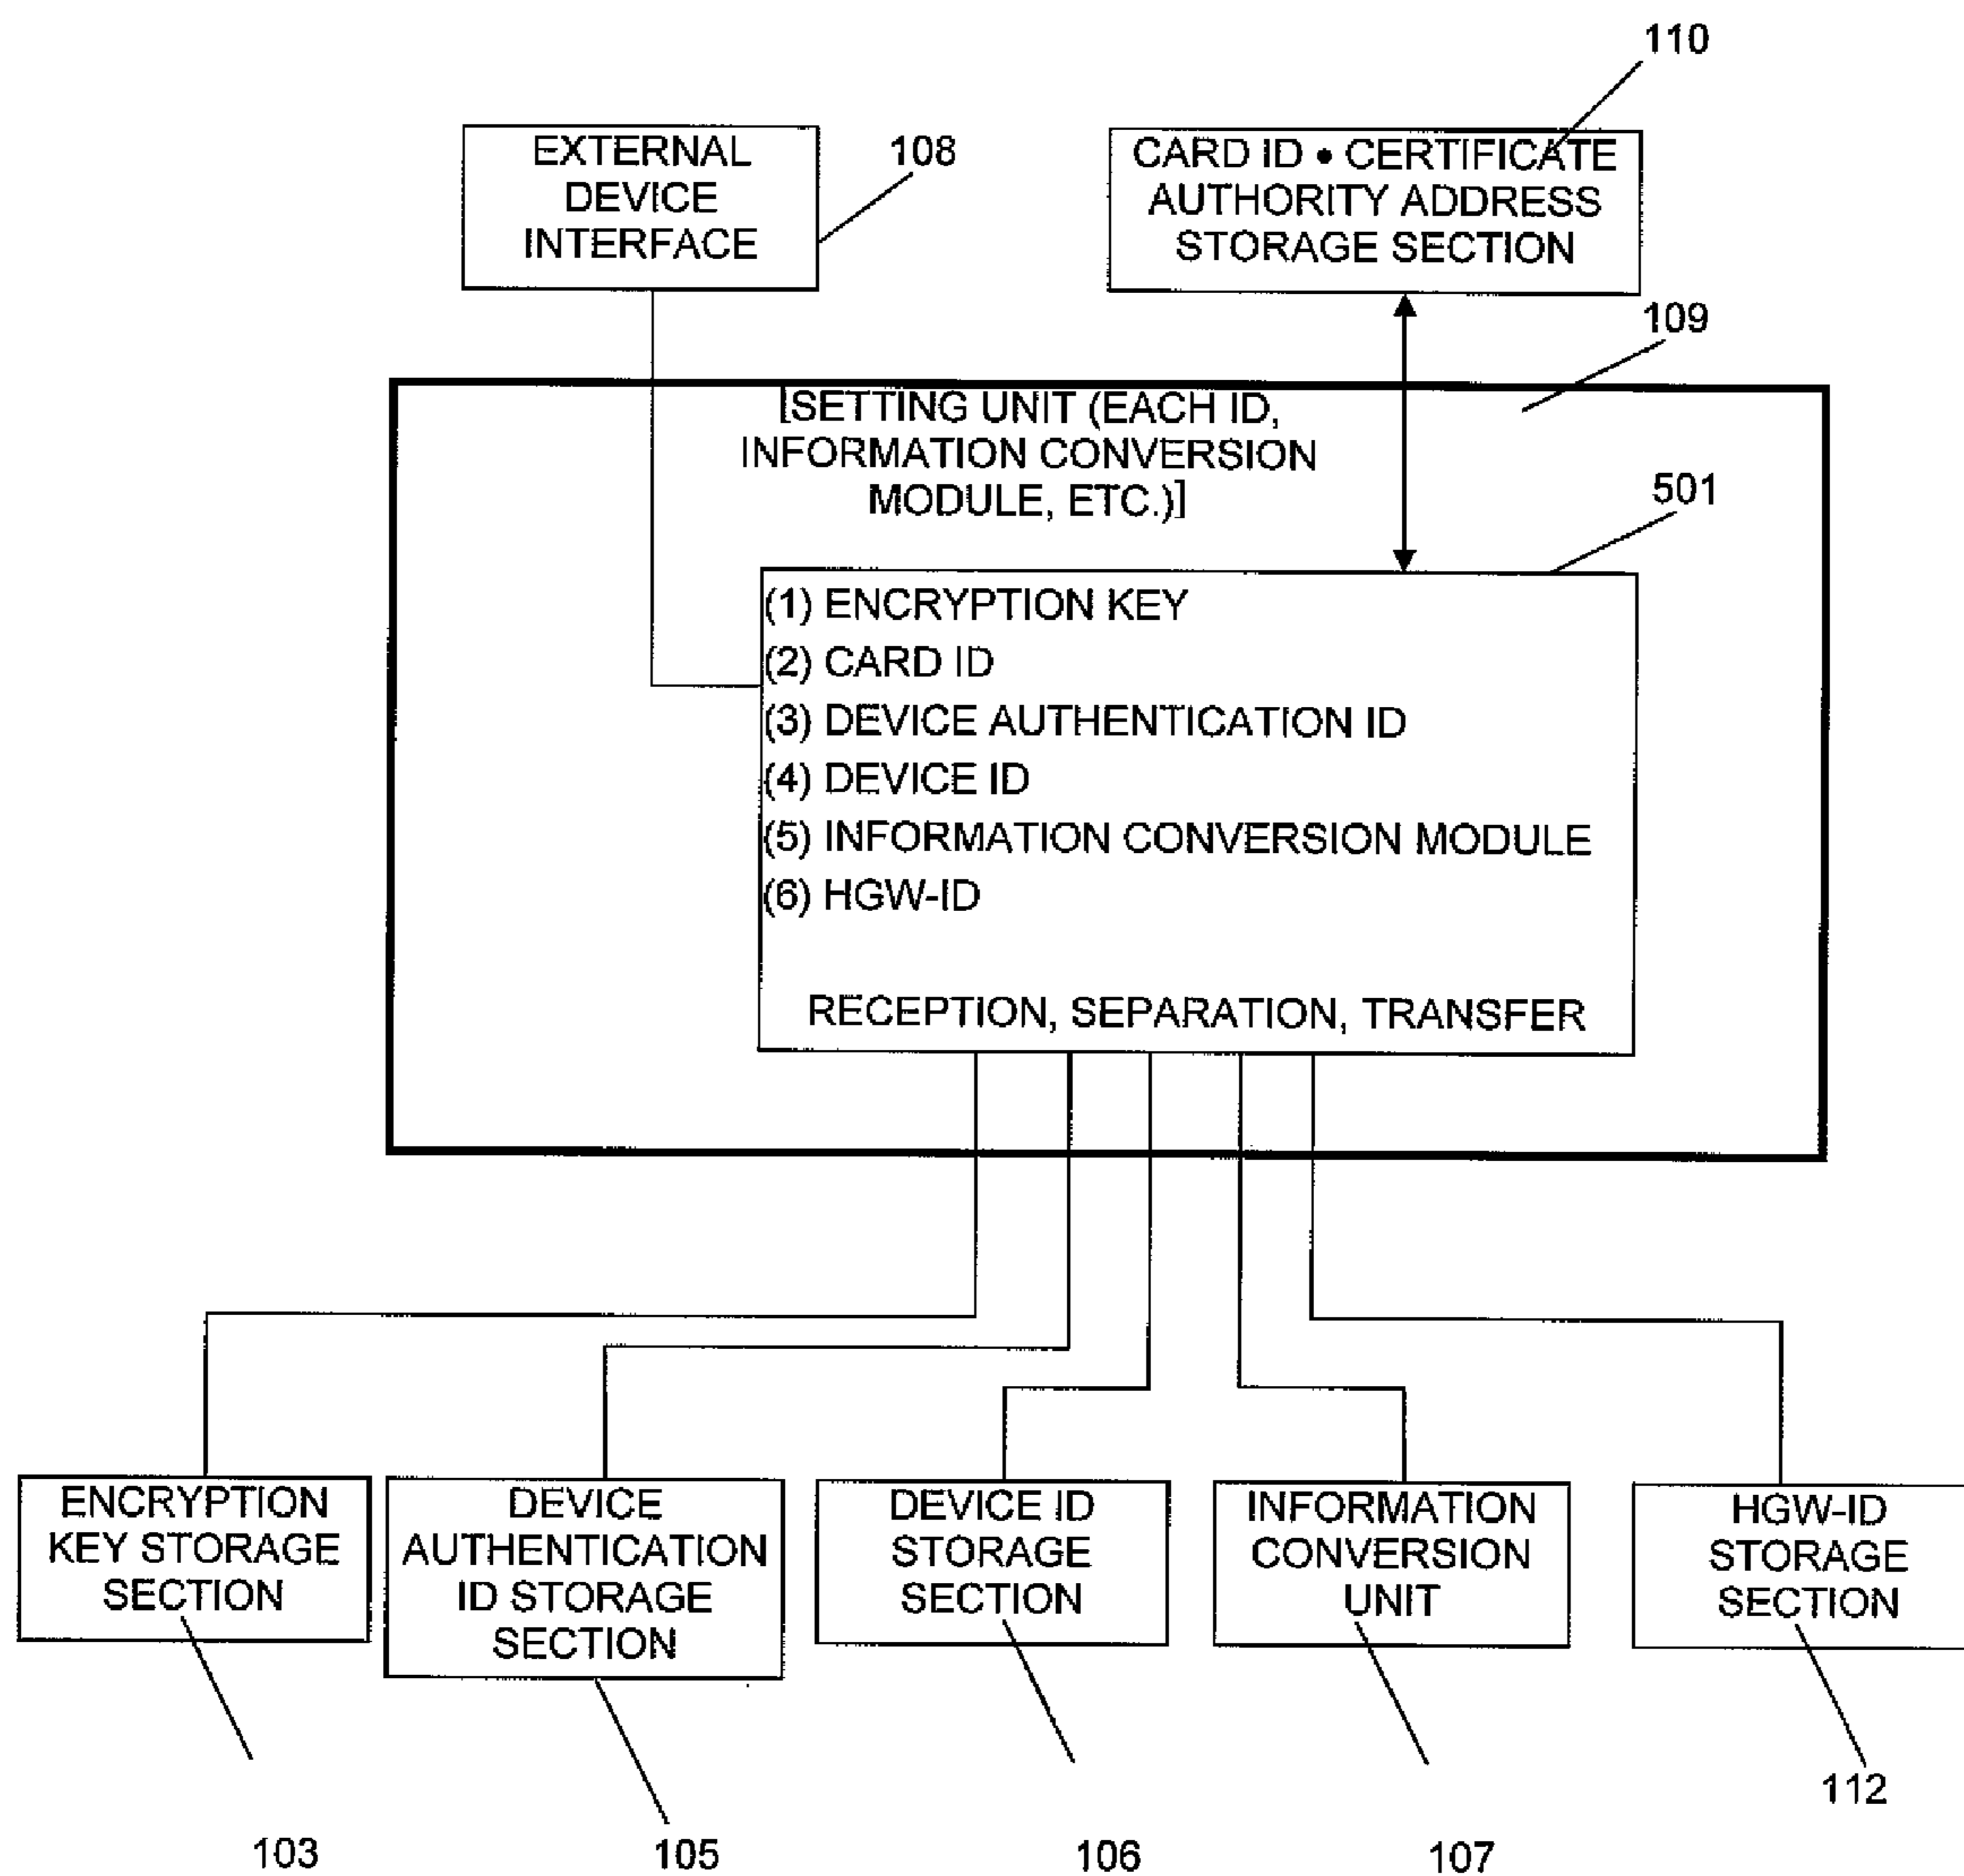 110
EXTERNAL
DEVICE
INTERFACE
108
CARD ID • CERTIFICATE
AUTHORITY ADDRESS
STORAGE SECTION
109
[SETTING UNIT (EACH ID,
INFORMATION CONVERSION
MODULE, ETC.)]
501
(1) ENCRYPTION KEY
(2) CARD ID
(3) DEVICE AUTHENTICATION ID
(4) DEVICE ID
(5) INFORMATION CONVERSION MODULE
(6) HGW-ID
RECEPTION, SEPARATION, TRANSFER
ENCRYPTION
KEY STORAGE
SECTION
DEVICE
AUTHENTICATION
ID STORAGE
SECTION
DEVICE ID
STORAGE
SECTION
INFORMATION
CONVERSION
UNIT
HGW-ID
STORAGE
SECTION
112
103
105
106
107